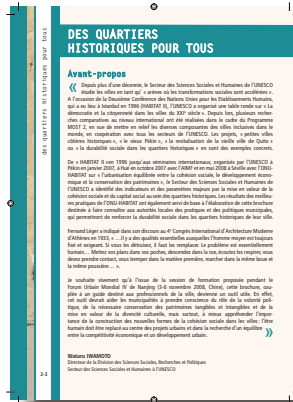 des quartiers historiques pour tous
DES QUARTIERS
HISTORIQUES POUR TOUS
Avant-propos
« Depuis plus d'une décennie, le Secteur des Sciences Sociales et Humaines de l'UNESCO
étudie les villes en tant qu' « arènes où les transformations sociales sont accélérées ».
A l'occasion de la Deuxième Conférence des Nations Unies pour les Etablissements Humains,
qui a eu lieu à Istanbul en 1996 (HABITAT II), l'UNESCO a organisé une table ronde sur « La
démocratie et la citoyenneté dans les villes du XXIe siècle ». Depuis lors, plusieurs recher-
ches comparatives au niveau international ont été réalisées dans le cadre du Programme
MOST 2, en vue de mettre en relief les diverses composantes des villes inclusives dans le
monde, en coopération avec tous les secteurs de l'UNESCO. Les projets, « petites villes
côtières historiques », « le vieux Pékin », « la revitalisation de la vieille ville de Quito »
ou « la durabilité sociale dans les quartiers historiques » en sont des exemples concrets.
De « HABITAT II en 1996 jusqu'aux séminaires internationaux, organisés par l'UNESCO à
Pékin en janvier 2007, à Fust en octobre 2007 avec l'AIMF et en mai 2008 à Séville avec l'ONU-
HABITAT sur « l'urbanisation équilibrée entre la cohésion sociale, le développement écono-
mique et la conservation des patrimoines », le Secteur des Sciences Sociales et Humaines de
l'UNESCO a identifié des indicateurs et des paramètres majeurs par la mise en valeur de la
cohésion sociale et du capital social au sein des quartiers historiques. Les résultats des meilleu-
res pratiques de l'ONU-HABITAT ont également servi de base à l'élaboration de cette brochure
destinée à faire connaître aux autorités locales des pratiques et des politiques municipales,
qui permettront de renforcer la durabilité sociale dans les quartiers historiques de leur ville.
Fernand Léger a indiqué dans son discours au 4e Congrès International d'Architecture Moderne
d'Athènes en 1933, « …Il y a des qualités essentielles auxquelles l'homme moyen est toujours
fixé et exigeant. Si vous les détruisez, il faut les remplacer. Le problème est essentiellement
humain... Mettez vos plans dans vos poches, descendez dans la rue, écoutez les respirer, vous
devez prendre contact, vous tremper dans la matière première, marcher dans la même boue et
la même poussière... ».
Je souhaite vivement qu'à l'issue de la session de formation proposée pendant le
Forum Urbain Mondial IV de Nanjing (3-6 novembre 2008, Chine), cette brochure, cou-
plée à un guide destiné aux professionnels de la ville, devienne un outil utile. En effet,
cet outil devrait aider les municipalités à prendre conscience du rôle de la volonté poli-
tique, de la nécessaire conservation des patrimoines tangibles et intangibles et de la
mise en valeur de la diversité culturelle, mais surtout, à mieux appréhender l'impor-
tance de la construction des nouvelles formes de la cohésion sociale dans les villes : l'être
humain doit être replacé au centre des projets urbains et dans la recherche d'un équilibre
entre la compétitivité économique et un développement urbain. »
Wataru IWAMOTO
Directeur de la Division des Sciences Sociales, Recherches et Politiques
Secteur des Sciences Sociales et Humaines à l'UNESCO
2-3